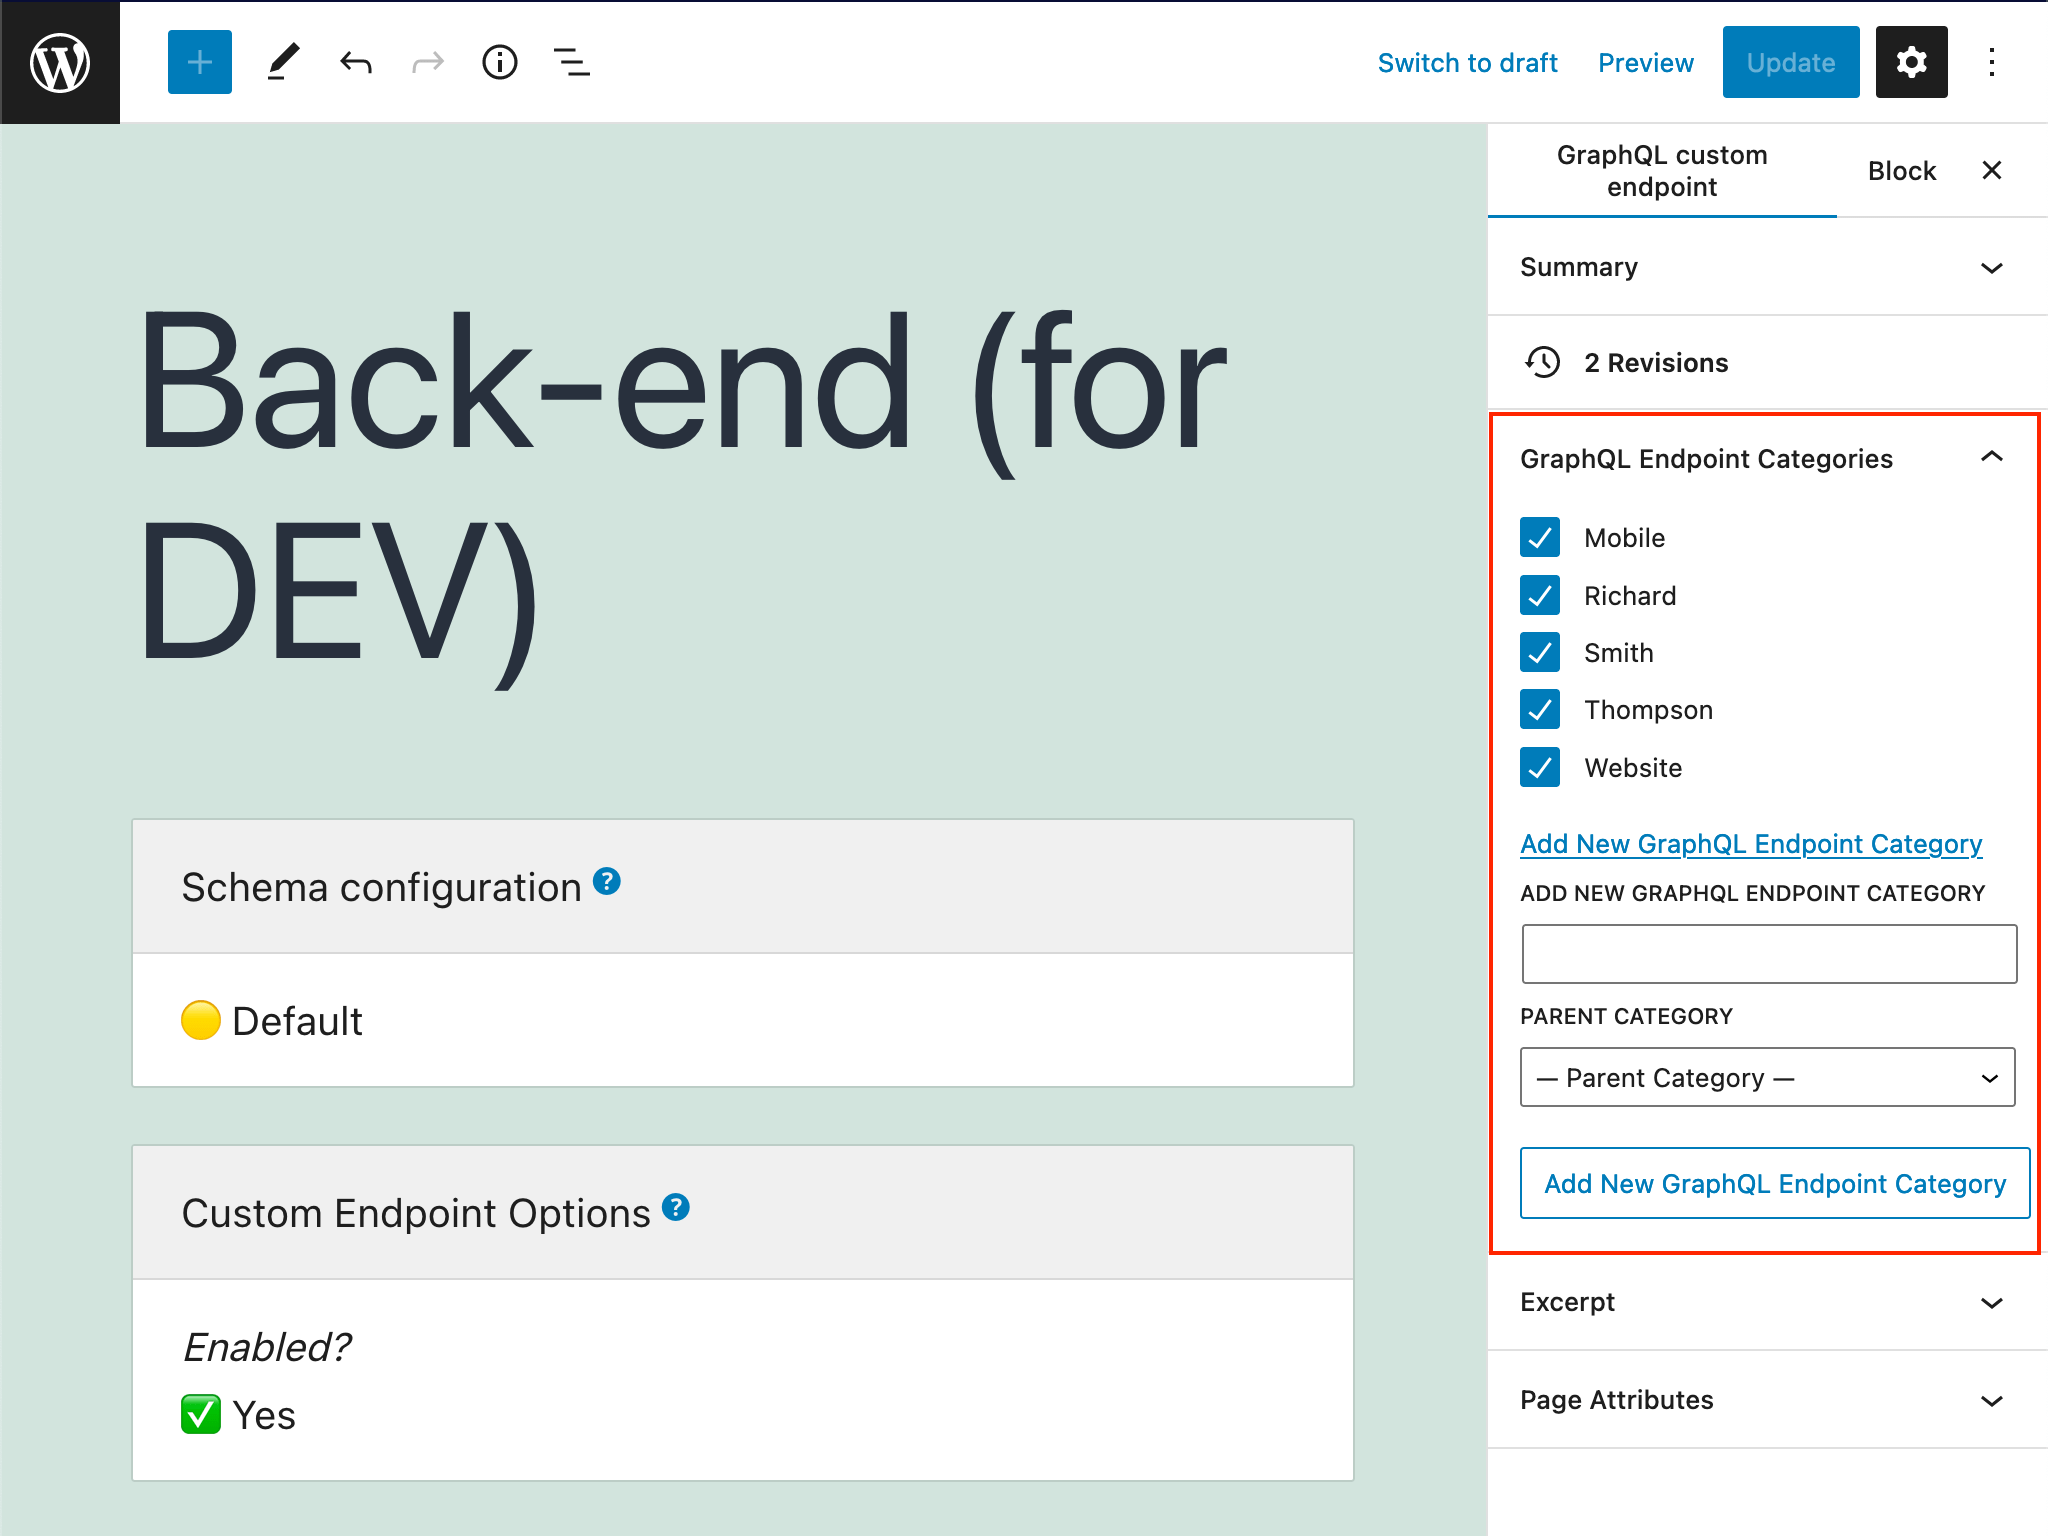 Switch to draft
Preview
Update
Back-end (for
DEV)
Schema configuration ?
Default
Custom Endpoint Options ?
Enabled?
Yes
GraphQL custom
endpoint
Block
Summary
2 Revisions
GraphQL Endpoint Categories
Mobile
Richard
Smith
Thompson
Website
Add New GraphQL Endpoint Category
ADD NEW GRAPHQL ENDPOINT CATEGORY
PARENT CATEGORY
— Parent Category —
Add New GraphQL Endpoint Category
Excerpt
Page Attributes